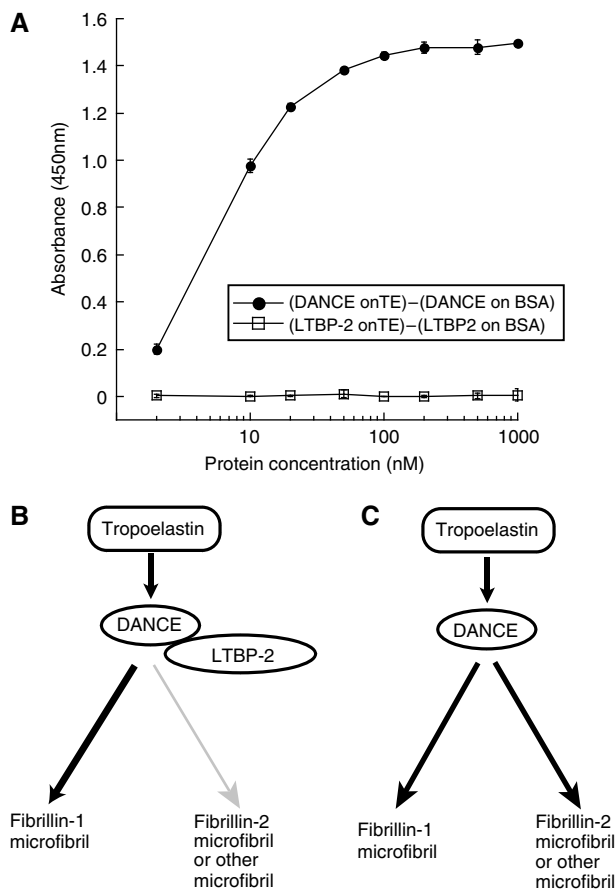 A
1.6
1.4
1.2
1.0
0.8
0.6
0.4
0.2
0
Absorbance (450nm)
(DANCE onTE)–(DANCE on BSA)
(LTBP-2 onTE)–(LTBP2 on BSA)
10
100
1000
Protein concentration (nM)
B
Tropoelastin
DANCE
LTBP-2
Fibrillin-1
microfibril
Fibrillin-2
microfibril
or other
microfibril
C
Tropoelastin
DANCE
Fibrillin-1
microfibril
Fibrillin-2
microfibril
or other
microfibril